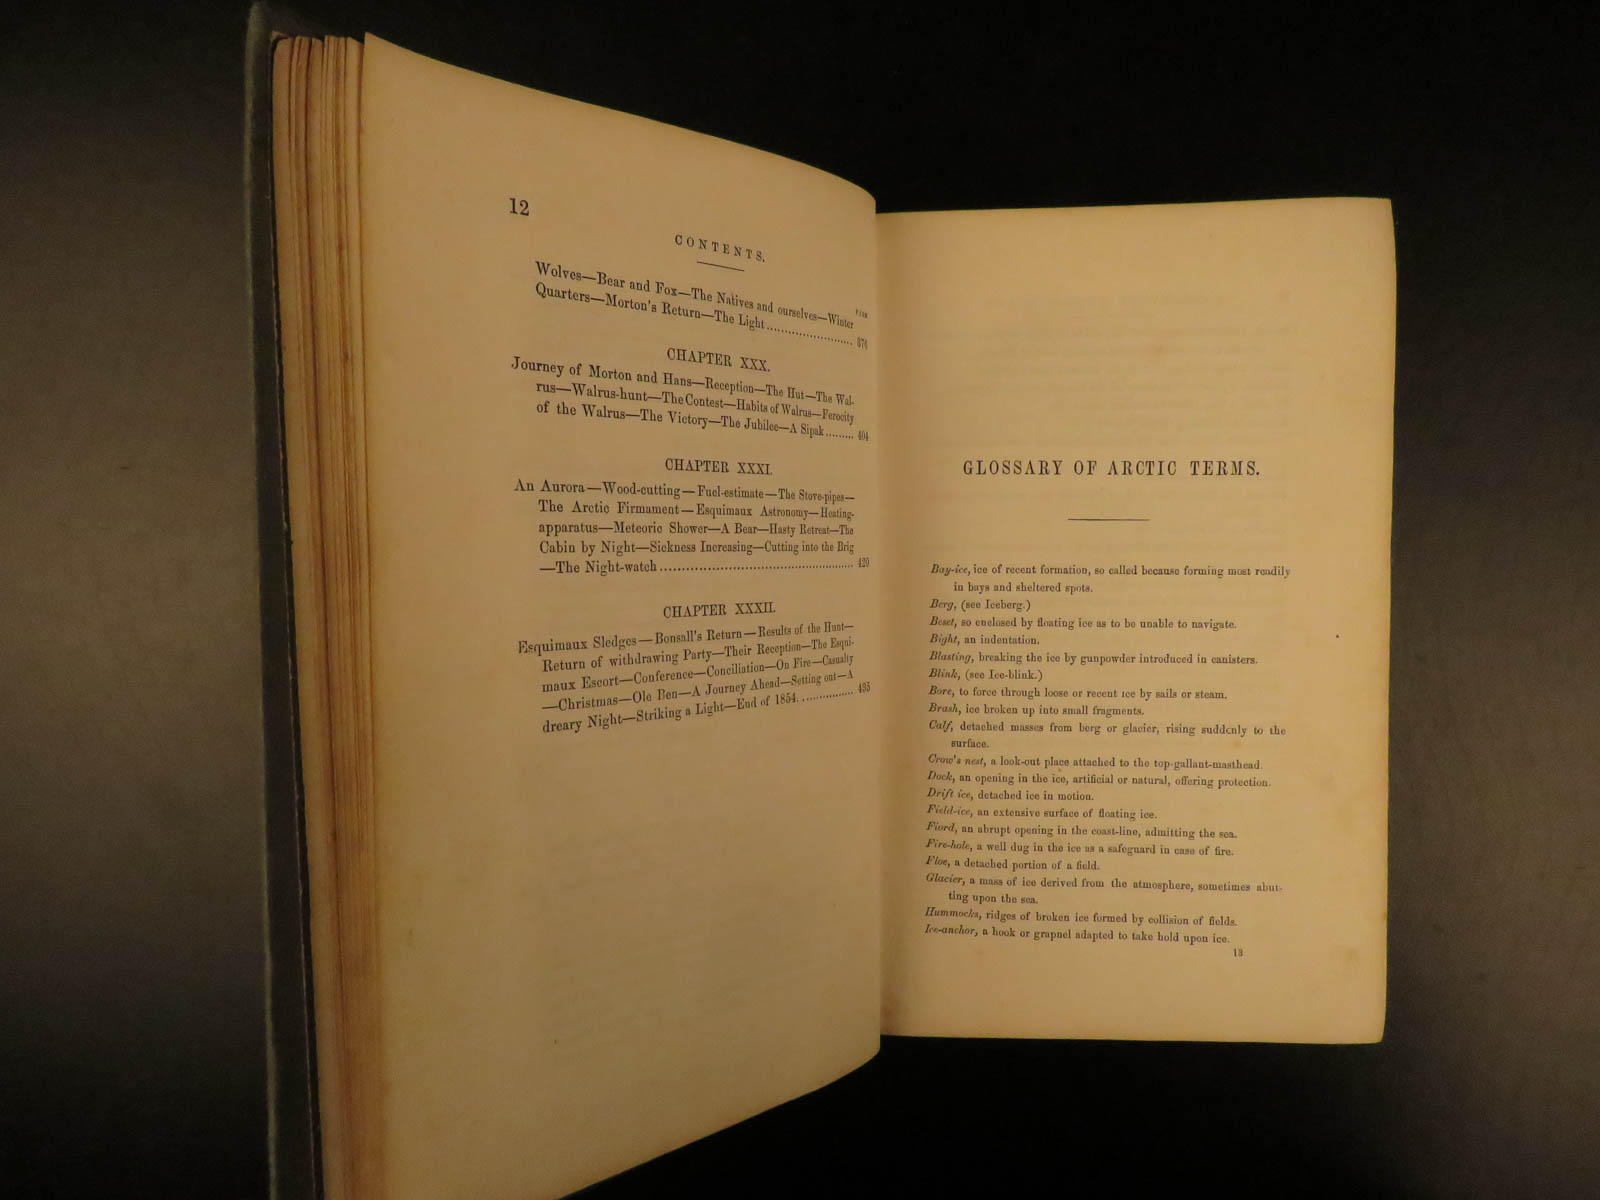 12
CONTENTS.
PAGE
Wolves—Bear and Fox—The Natives and ourselves—Winter
Quarters—Morton's Return—The Light
CHAPTER XXX.
Journey of Morton and Hans—Reception—The Hut—The Wal-
rus—Walrus-hunt—The Contest—Habits of Walrus—Ferocity
of the Walrus—The Victory—The Jubilee—A Sipak......... 404
CHAPTER XXXI.
An Aurora—Wood-cutting—Fuel-estimate—The Stove-pipes—
The Arctic Firmament—Esquimaux Astronomy—Heating-
apparatus—Meteoric Shower—A Bear—Hasty Retreat—The
Cabin by Night—Sickness Increasing—Cutting into the Brig
—The Night-watch.................................................. 420
CHAPTER XXXII.
Esquimaux Sledges—Bonsall's Return—Results of the Hunt—
Return of withdrawing Party—Their Reception—The Esqui-
maux Escort—Conference—Conciliation—On Fire—Casualty
—Christmas—Ole Ben—A Journey Ahead—Setting out—A
dreary Night—Striking a Light—End of 1854................ 435
GLOSSARY OF ARCTIC TERMS.
Bay-ice, ice of recent formation, so called because forming most readily
in bays and sheltered spots.
Berg, (see Iceberg.)
Beset, so enclosed by floating ice as to be unable to navigate.
Bight, an indentation.
Blasting, breaking the ice by gunpowder introduced in canisters.
Blink, (see Ice-blink.)
Bore, to force through loose or recent ice by sails or steam.
Brash, ice broken up into small fragments.
Calf, detached masses from berg or glacier, rising suddenly to the
surface.
Crow's nest, a look-out place attached to the top-gallant-masthead.
Dock, an opening in the ice, artificial or natural, offering protection.
Drift ice, detached ice in motion.
Field-ice, an extensive surface of floating ice.
Fiord, an abrupt opening in the coast-line, admitting the sea.
Fire-hole, a well dug in the ice as a safeguard in case of fire.
Floe, a detached portion of a field.
Glacier, a mass of ice derived from the atmosphere, sometimes abut-
ting upon the sea.
Hummocks, ridges of broken ice formed by collision of fields.
Ice-anchor, a hook or grapnel adapted to take hold upon ice.
13